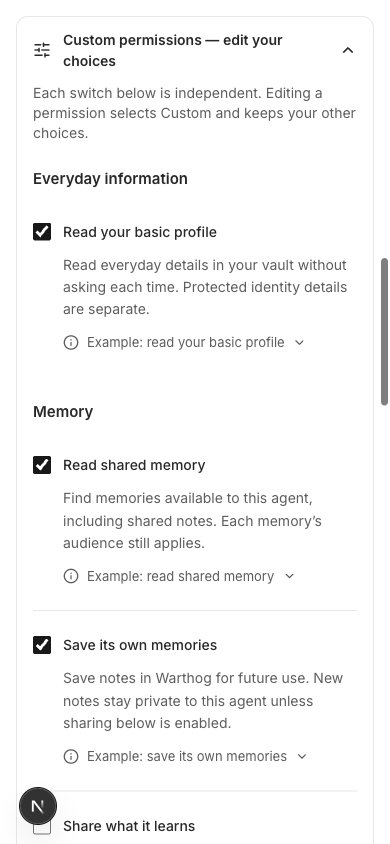 Custom permissions — edit your
choices
Each switch below is independent. Editing a
permission selects Custom and keeps your other
choices.
Everyday information
Read your basic profile
Read everyday details in your vault without
asking each time. Protected identity details
are separate.
Example: read your basic profile
Memory
Read shared memory
Find memories available to this agent,
including shared notes. Each memory’s
audience still applies.
Example: read shared memory
Save its own memories
Save notes in Warthog for future use. New
notes stay private to this agent unless
sharing below is enabled.
Example: save its own memories
N
Share what it learns